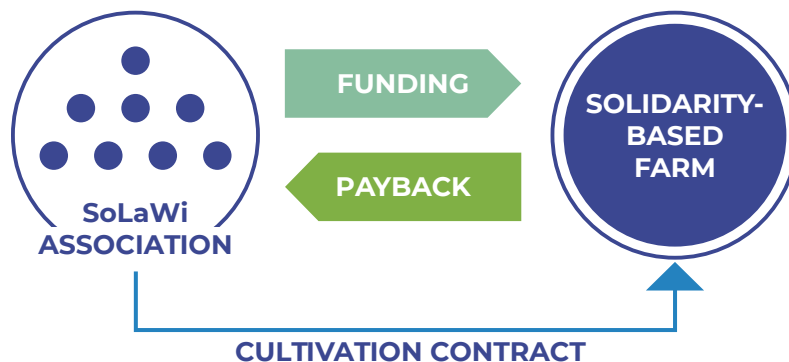 FUNDING
SOLIDARITY-
BASED
FARM
PAYBACK
SoLaWi
ASSOCIATION
CULTIVATION CONTRACT